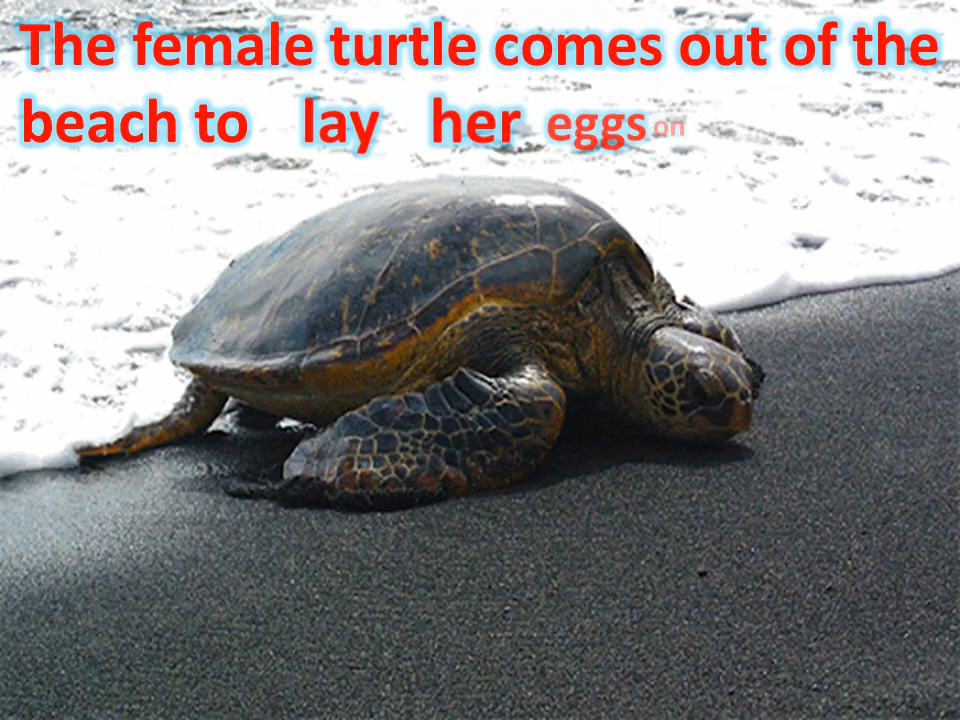 The female turtle comes out of the
beach to lay her eggs on